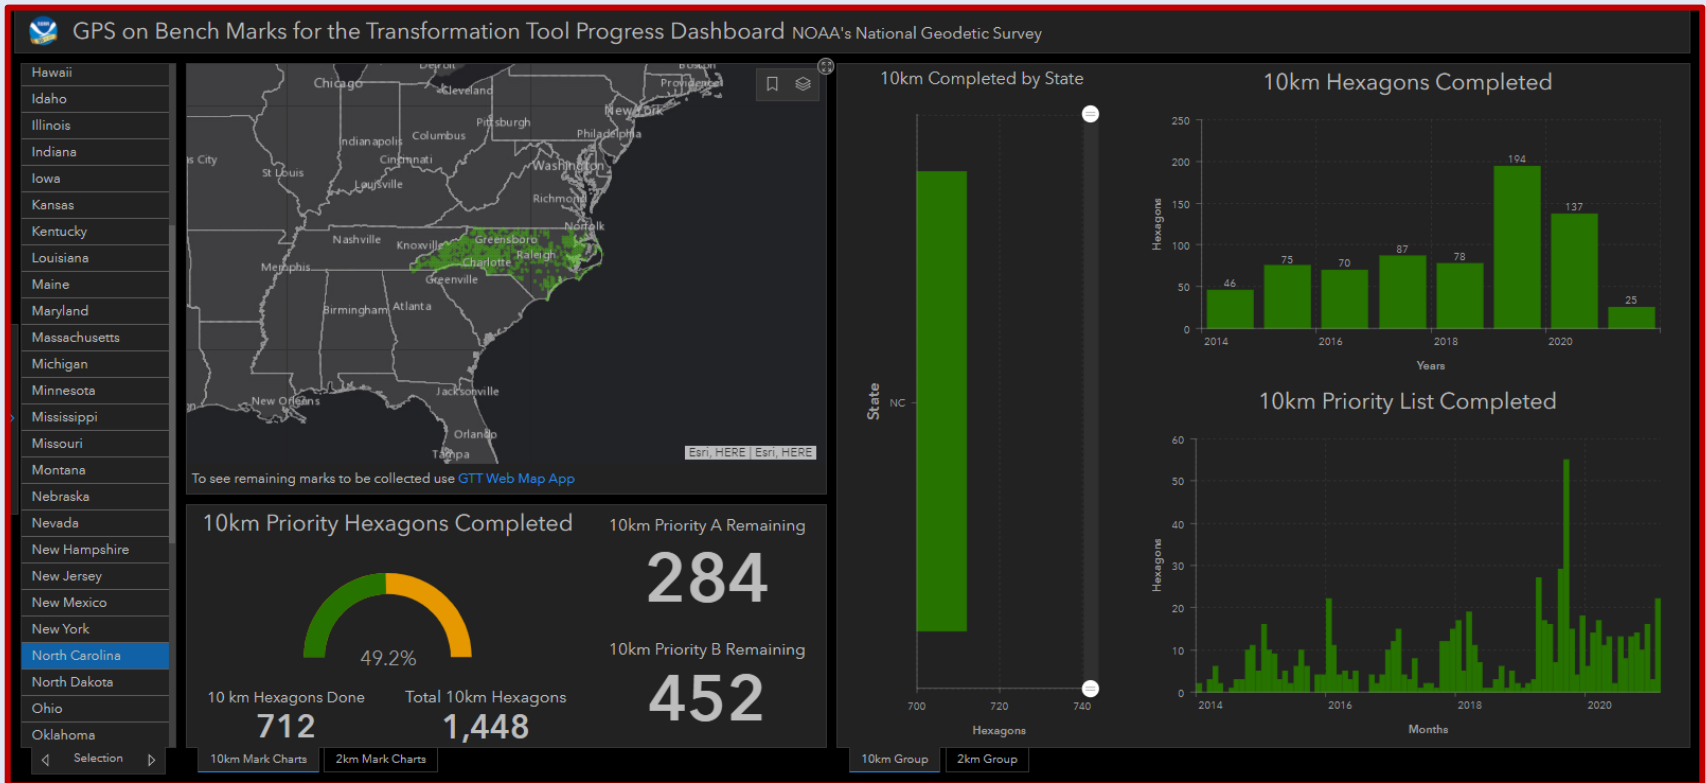 GPS on Bench Marks for the Transformation Tool Progress Dashboard NOAA's National Geodetic Survey
Hawaii
Idaho
Illinois
Indiana
Iowa
Kansas
Kentucky
Louisiana
Maine
Maryland
Massachusetts
Michigan
Minnesota
Mississippi
Missouri
Montana
Nebraska
Nevada
New Hampshire
New Jersey
New Mexico
New York
North Carolina
North Dakota
Ohio
Oklahoma
Selection
Detroit
Boston
Chicago
Cleveland
Providence
New York
Pittsburgh
Philadelphia
Indianapolis
Columbus
s City
Cincinnati
Washington
St Louis
Louisville
Richmond
Norfolk
Nashville
Knoxville
Greensboro
Raleigh
Charlotte
Memphis
Greenville
Birmingham
Atlanta
Jacksonville
New Orleans
Orlando
Tampa
Esri, HERE | Esri, HERE
To see remaining marks to be collected use GTT Web Map App
10km Priority Hexagons Completed
49.2%
10 km Hexagons Done
712
Total 10km Hexagons
1,448
10km Priority A Remaining
284
10km Priority B Remaining
452
10km Mark Charts
2km Mark Charts
10km Completed by State
State
NC
700 720 740
Hexagons
10km Group
2km Group
10km Hexagons Completed
Hexagons
250
200
150
100
50
0
46 75 70 87 78 194 137 25
2014 2016 2018 2020
Years
10km Priority List Completed
Hexagons
60
50
40
30
20
10
0
2014 2016 2018 2020
Months